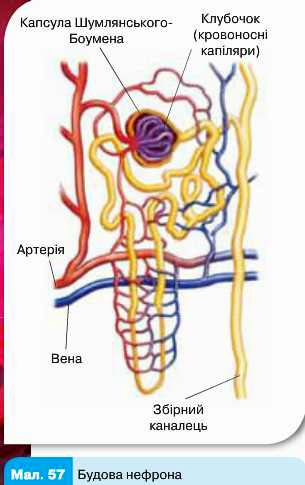 Капсула Шумлянського-
Боумена
Клубочок
(кровоносні
капіляри)
Артерія
Вена
Збірний
каналець
Мал. 57 Будова нефрона